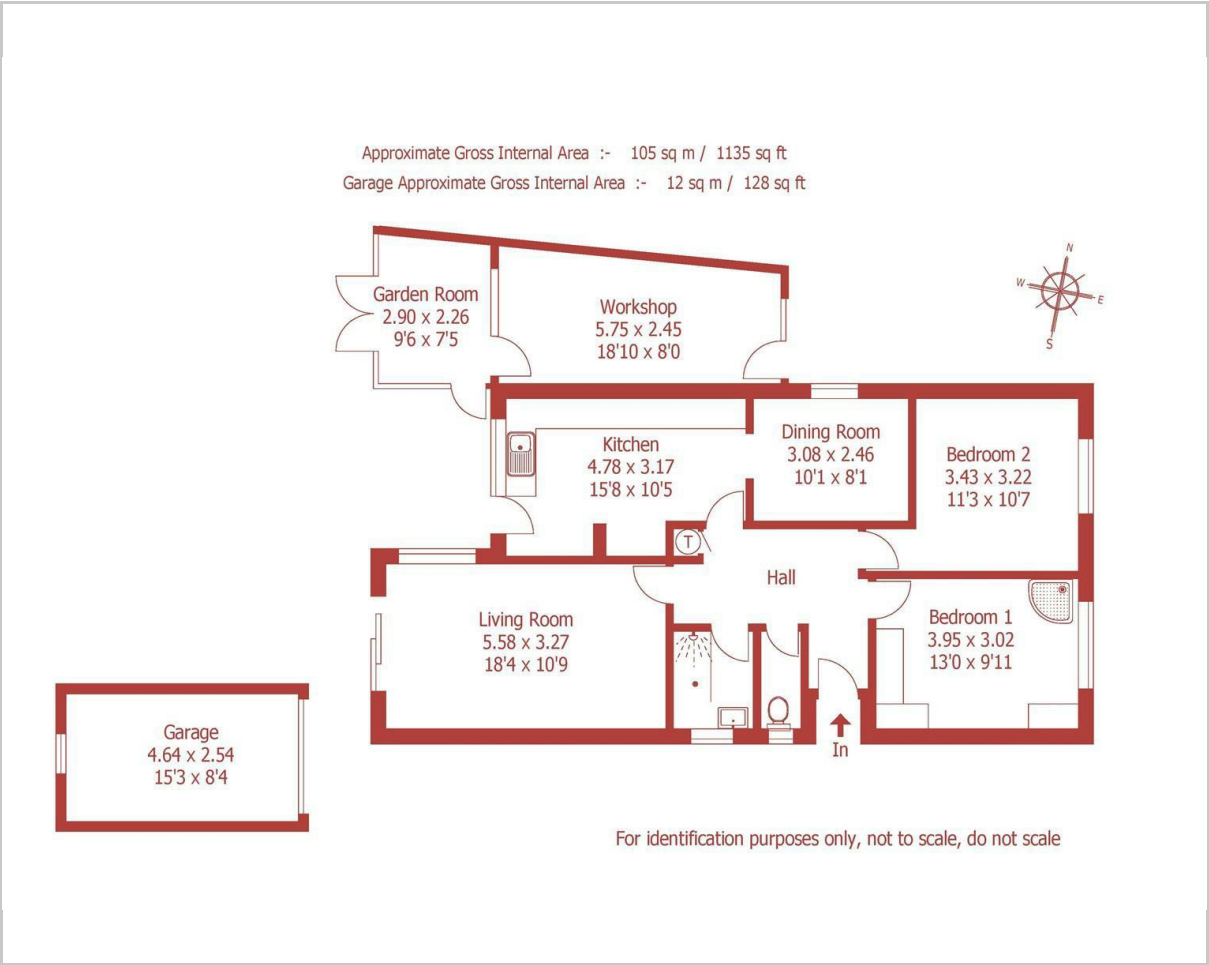 Approximate Gross Internal Area :- 105 sq m / 1135 sq ft
Garage Approximate Gross Internal Area :- 12 sq m / 128 sq ft
N
W
E
S
Garden Room
2.90 x 2.26
9'6 x 7'5
Workshop
5.75 x 2.45
18'10 x 8'0
Kitchen
4.78 x 3.17
15'8 x 10'5
Dining Room
3.08 x 2.46
10'1 x 8'1
Bedroom 2
3.43 x 3.22
11'3 x 10'7
T
Hall
Living Room
5.58 x 3.27
18'4 x 10'9
Bedroom 1
3.95 x 3.02
13'0 x 9'11
In
Garage
4.64 x 2.54
15'3 x 8'4
For identification purposes only, not to scale, do not scale